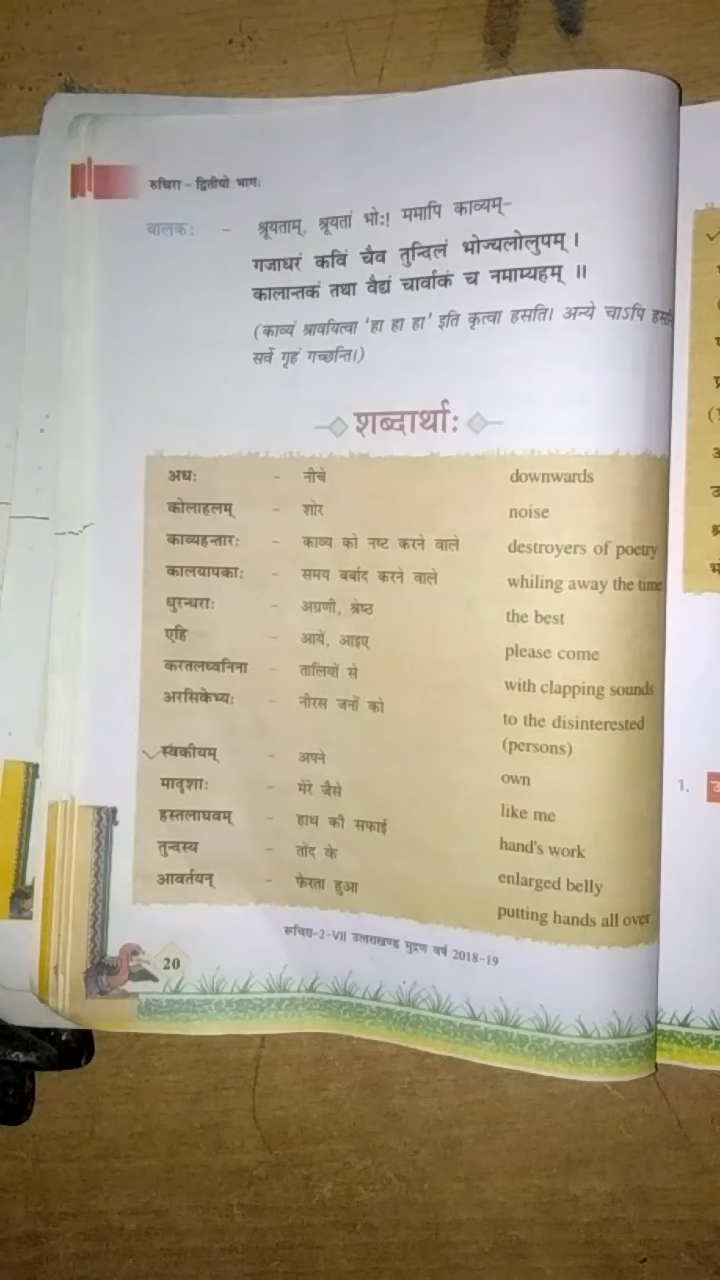 रुचिरा – द्वितीयो भागः
बालकः – श्रूयताम्, श्रूयतां भोः! ममापि काव्यम्–
गजाधरं कविं चैव तुन्दिलं भोज्यलोलुपम् ।
कालान्तकं तथा वैद्यं चार्वाकं च नमाम्यहम् ॥
(काव्यं श्रावयित्वा ‘हा हा हा’ इति कृत्वा हसति। अन्ये चाऽपि
सर्वे गृहं गच्छन्ति।)
शब्दार्थाः
अधः – नीचे downwards
कोलाहलम् – शोर noise
काव्यहन्तारः – काव्य को नष्ट करने वाले destroyers of poetry
कालयापकाः – समय बर्बाद करने वाले whiling away the time
धुरन्धराः – अग्रणी, श्रेष्ठ the best
एहि – आयें, आइए please come
करतलध्वनिना – तालियों से with clapping sounds
अरसिकेभ्यः – नीरस जनों को to the disinterested
(persons)
स्वकीयम् – अपने own
मादृशाः – मेरे जैसे like me
हस्तलाघवम् – हाथ की सफाई hand's work
तुन्दस्य – तोंद के enlarged belly
आवर्तयन् – फेरता हुआ putting hands all over
रूचिरा-2-VII उत्तराखण्ड मुद्रण वर्ष 2018-19
20
1.